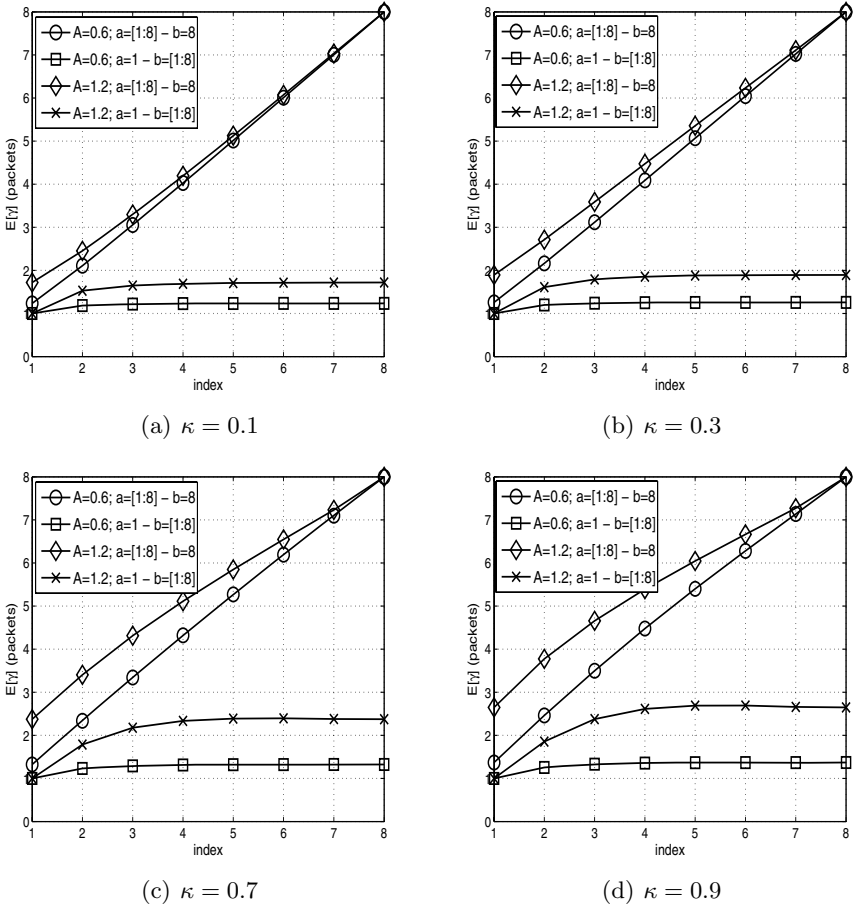 8
7
6
5
4
3
2
1
0
E[γ] (packets)
A=0.6; a=[1:8] − b=8
A=0.6; a=1 − b=[1:8]
A=1.2; a=[1:8] − b=8
A=1.2; a=1 − b=[1:8]
1 2 3 4 5 6 7 8
index
(a) κ = 0.1
8
7
6
5
4
3
2
1
0
E[γ] (packets)
A=0.6; a=[1:8] − b=8
A=0.6; a=1 − b=[1:8]
A=1.2; a=[1:8] − b=8
A=1.2; a=1 − b=[1:8]
1 2 3 4 5 6 7 8
index
(b) κ = 0.3
8
7
6
5
4
3
2
1
0
E[γ] (packets)
A=0.6; a=[1:8] − b=8
A=0.6; a=1 − b=[1:8]
A=1.2; a=[1:8] − b=8
A=1.2; a=1 − b=[1:8]
1 2 3 4 5 6 7 8
index
(c) κ = 0.7
8
7
6
5
4
3
2
1
0
E[γ] (packets)
A=0.6; a=[1:8] − b=8
A=0.6; a=1 − b=[1:8]
A=1.2; a=[1:8] − b=8
A=1.2; a=1 − b=[1:8]
1 2 3 4 5 6 7 8
index
(d) κ = 0.9